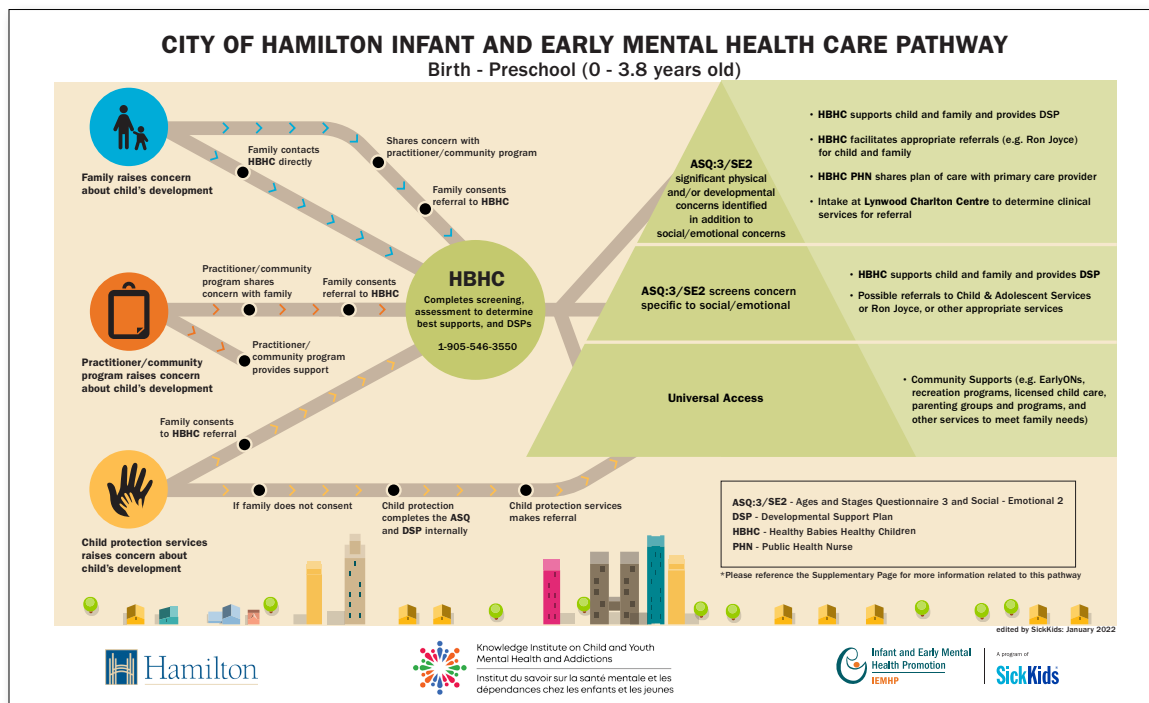 CITY OF HAMILTON INFANT AND EARLY MENTAL HEALTH CARE PATHWAY
Birth - Preschool (0 - 3.8 years old)
Family raises concern
about child's development
Family contacts
HBHC directly
Shares concern with
practitioner/community program
Family consents
referral to HBHC
Practitioner/community
program raises concern
about child's development
Practitioner/community
program shares
concern with family
Family consents
referral to HBHC
Practitioner/
community program
provides support
Child protection services
raises concern about
child's development
Family consents
to HBHC referral
If family does not consent
Child protection
completes the ASQ
and DSP internally
Child protection services
makes referral
HBHC
Completes screening,
assessment to determine
best supports, and DSPs
1-905-546-3550
ASQ:3/SE2
significant physical
and/or developmental
concerns identified
in addition to
social/emotional concerns
• HBHC supports child and family and provides DSP
• HBHC facilitates appropriate referrals (e.g. Ron Joyce)
for child and family
• HBHC PHN shares plan of care with primary care provider
• Intake at Lynwood Charlton Centre to determine clinical
services for referral
ASQ:3/SE2 screens concern
specific to social/emotional
• HBHC supports child and family and provides DSP
• Possible referrals to Child & Adolescent Services
or Ron Joyce, or other appropriate services
Universal Access
• Community Supports (e.g. EarlyONs,
recreation programs, licensed child care,
parenting groups and programs, and
other services to meet family needs)
ASQ:3/SE2 - Ages and Stages Questionnaire 3 and Social - Emotional 2
DSP - Developmental Support Plan
HBHC - Healthy Babies Healthy Children
PHN - Public Health Nurse
*Please reference the Supplementary Page for more information related to this pathway
edited by SickKids: January 2022
Hamilton
Knowledge Institute on Child and Youth
Mental Health and Addictions
Institut du savoir sur la santé mentale et les
dépendances chez les enfants et les jeunes
Infant and Early Mental
Health Promotion
IEMHP
A program of
SickKids